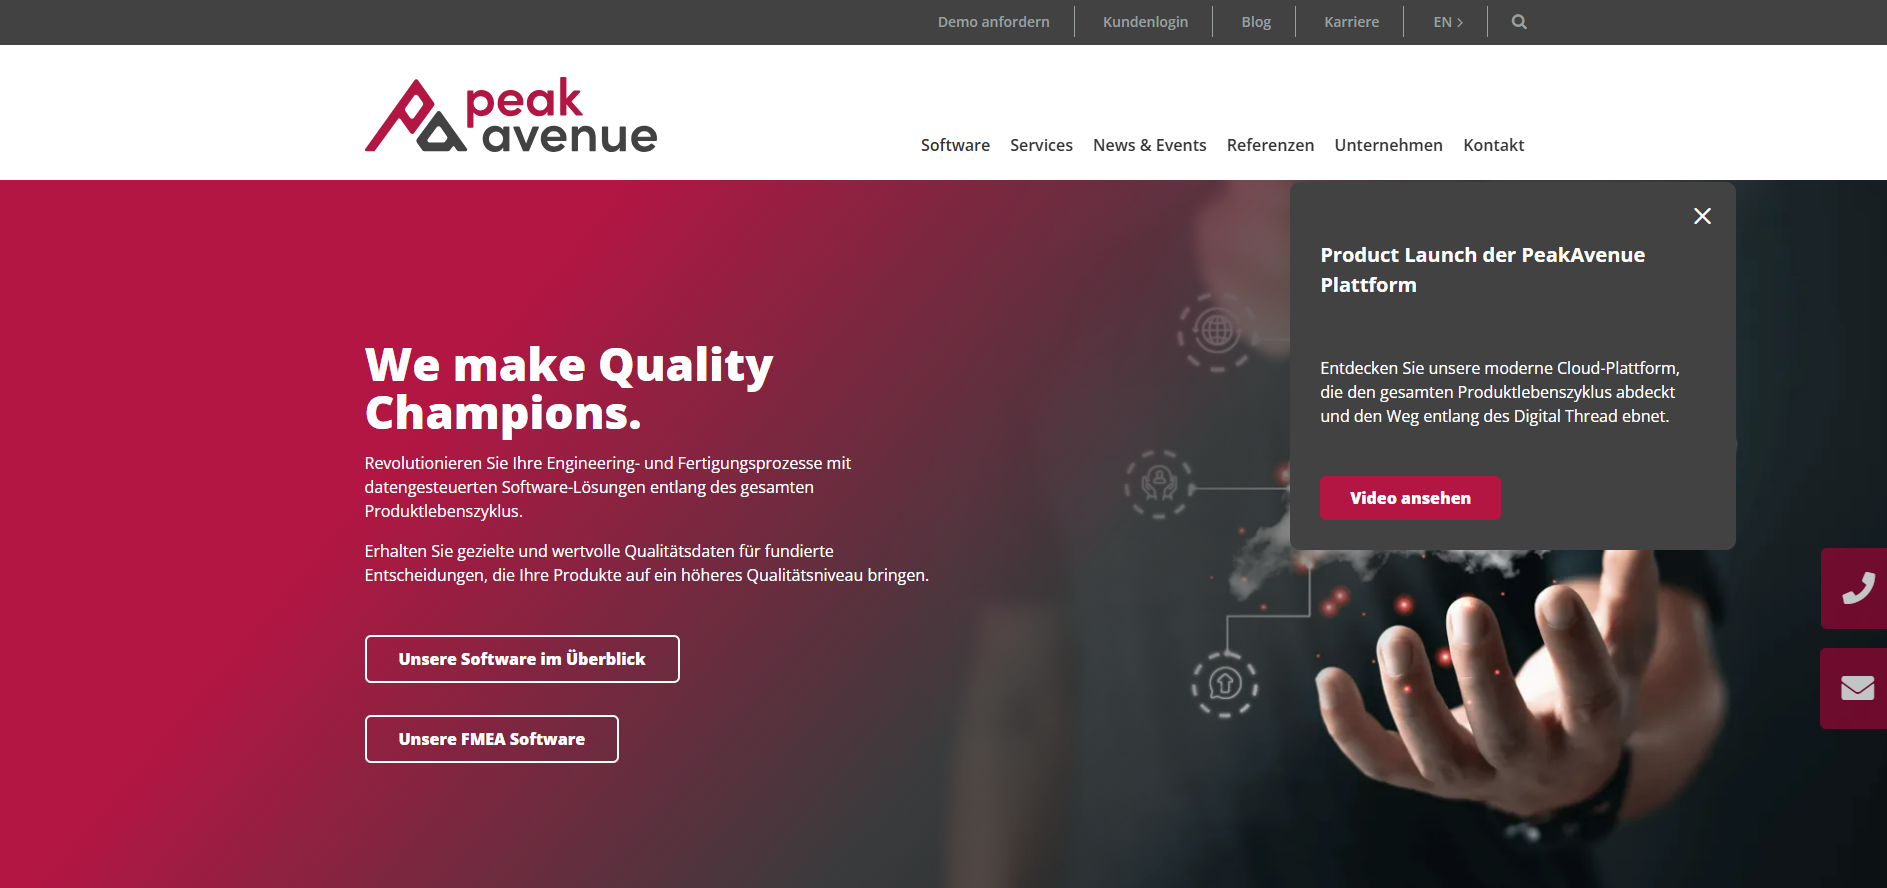 Demo anfordern
Kundenlogin
Blog
Karriere
EN
peak
avenue
Software
Services
News & Events
Referenzen
Unternehmen
Kontakt
We make Quality
Champions.
Revolutionieren Sie Ihre Engineering- und Fertigungsprozesse mit
datengesteuerten Software-Lösungen entlang des gesamten
Produktlebenszyklus.
Erhalten Sie gezielte und wertvolle Qualitätsdaten für fundierte
Entscheidungen, die Ihre Produkte auf ein höheres Qualitätsniveau bringen.
Unsere Software im Überblick
Unsere FMEA Software
Product Launch der PeakAvenue
Plattform
Entdecken Sie unsere moderne Cloud-Plattform,
die den gesamten Produktlebenszyklus abdeckt
und den Weg entlang des Digital Thread ebnet.
Video ansehen